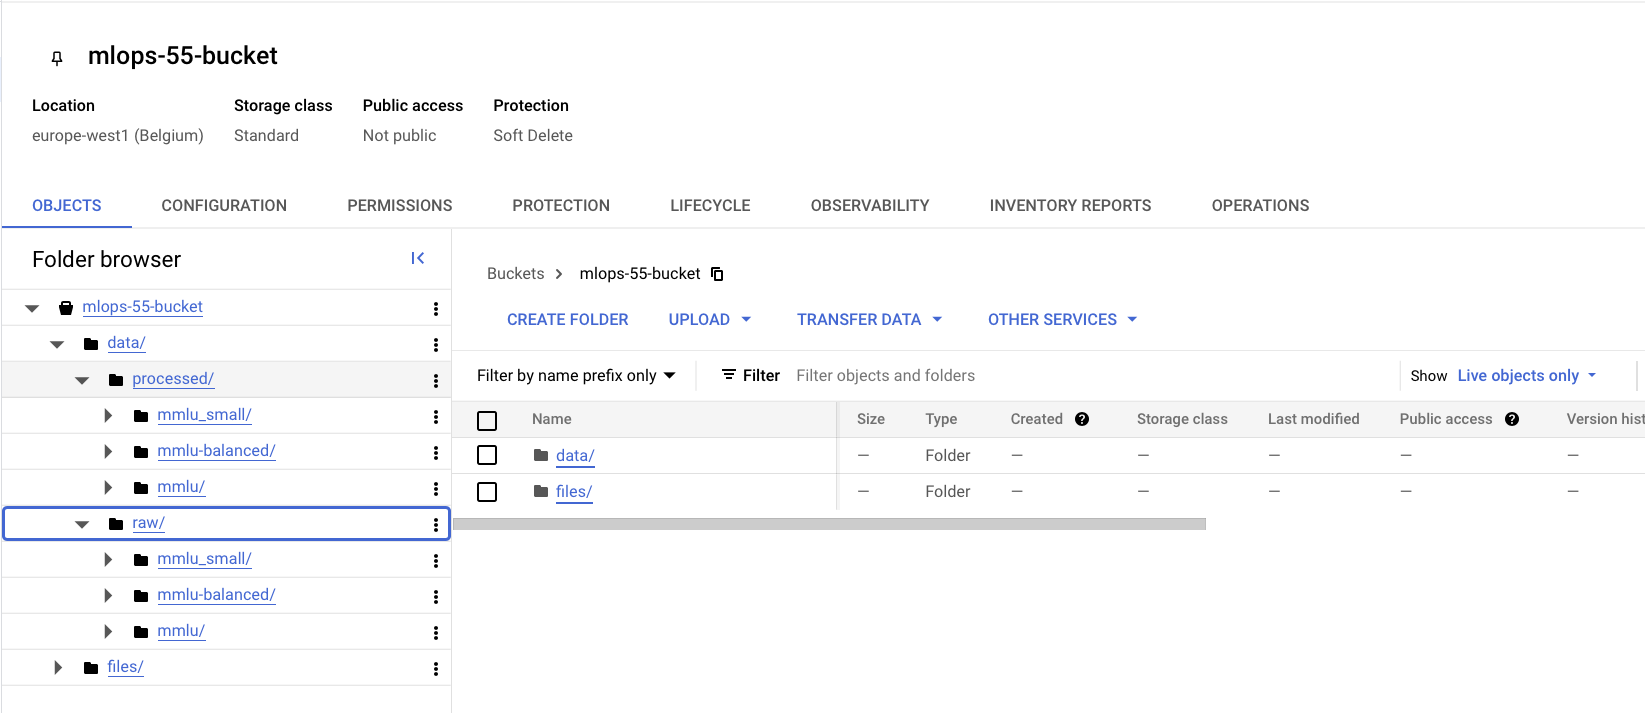 mlops-55-bucket
Location Storage class Public access Protection
europe-west1 (Belgium) Standard Not public Soft Delete
OBJECTS CONFIGURATION PERMISSIONS PROTECTION LIFECYCLE OBSERVABILITY INVENTORY REPORTS OPERATIONS
Folder browser
mlops-55-bucket
data/
processed/
mmlu_small/
mmlu-balanced/
mmlu/
raw/
mmlu_small/
mmlu-balanced/
mmlu/
files/
Buckets > mlops-55-bucket
CREATE FOLDER UPLOAD TRANSFER DATA OTHER SERVICES
Filter by name prefix only Filter Filter objects and folders Show Live objects only
Name Size Type Created Storage class Last modified Public access Version hist
data/ — Folder — — — — —
files/ — Folder — — — — —